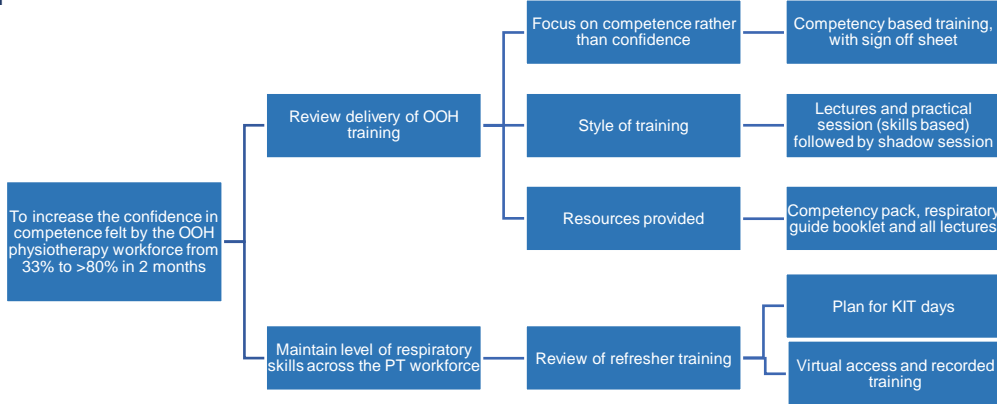 To increase the confidence in
competence felt by the OOH
physiotherapy workforce from
33% to >80% in 2 months
Review delivery of OOH
training
Focus on competence rather
than confidence
Competency based training,
with sign off sheet
Style of training
Lectures and practical
session (skills based)
followed by shadow session
Resources provided
Competency pack, respiratory
guide booklet and all lectures
Maintain level of respiratory
skills across the PT workforce
Review of refresher training
Plan for KIT days
Virtual access and recorded
training